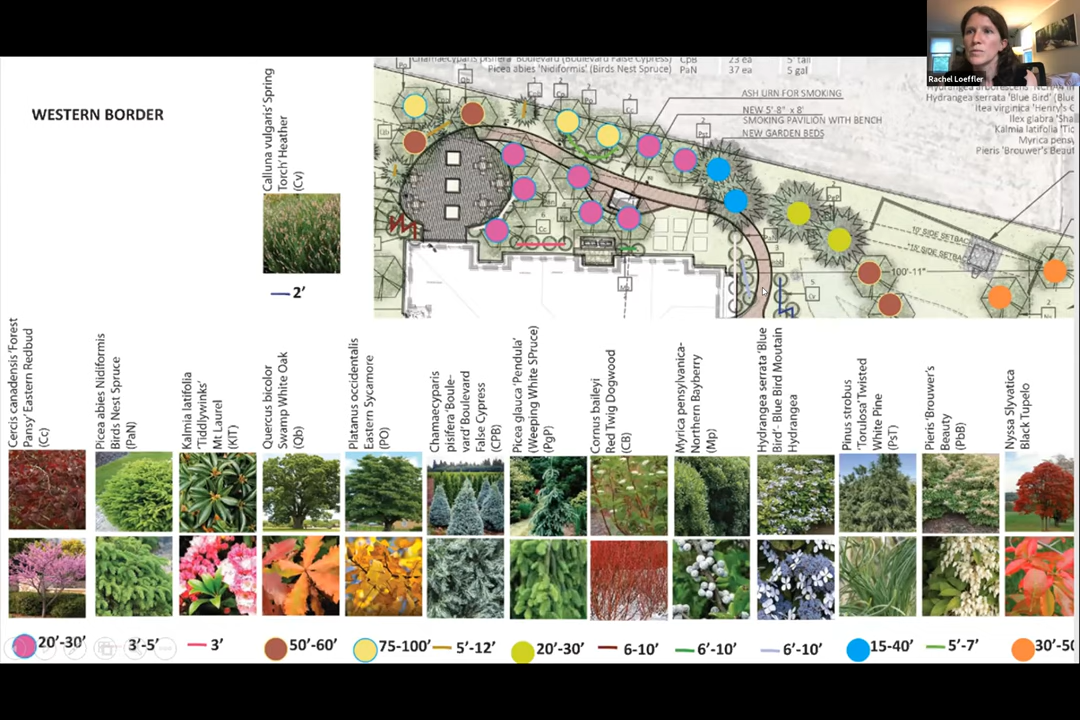 Rachel Loeffler
WESTERN BORDER
Calluna vulgaris'Spring
Torch' Heather
(Cv)
2'
Chamaecyparis pisifera 'Boulevard' (Boulevard False Cypress) CpB 23 ea 5' tall
Picea abies 'Nidiformis' (Birds Nest Spruce) PaN 37 ea 5 gal
ASH URN FOR SMOKING
NEW 5'-8" x 8'
SMOKING PAVILION WITH BENCH
NEW GARDEN BEDS
Hydrangea serrata 'Blue Bird' (Blue
Itea virginica 'Henry's G
Ilex glabra 'Sha
Kalmia latifolia 'Tid
Myrica pensy
Pieris 'Brouwer's Beaut
10' SIDE SETBACK
15' SIDE SETBACK
100'-11"
Cercis canadensis 'Forest
Pansy' Eastern Redbud
(Cc)
Picea abies Nidiformis
Birds Nest Spruce
(PaN)
Kalmia latifolia
'Tiddlywinks'
Mt Laurel
(KlT)
Quercus bicolor
Swamp White Oak
(Qb)
Platanus occidentalis
Eastern Sycamore
(PO)
Chamaecyparis
pisiifera 'Boule-
vard' Boulevard
False Cypress
(CPB)
Picea glauca 'Pendula'
(Weeping White SPruce)
(PgP)
Cornus baileyi
Red Twig Dogwood
(CB)
Myrica pensylvanica-
Northern Bayberry
(Mp)
Hydrangea serrata 'Blue
Bird'- Blue Bird Moutain
Hydrangea
Pinus strobus
'Torulosa' Twisted
White Pine
(PsT)
Pieris 'Brouwer's
Beauty
(PbB)
Nyssa Slyvatica
Black Tupelo
20'-30'
3'-5'
3'
50'-60'
75-100'
5'-12'
20'-30'
6-10'
6'-10'
6'-10'
15-40'
5'-7'
30'-50